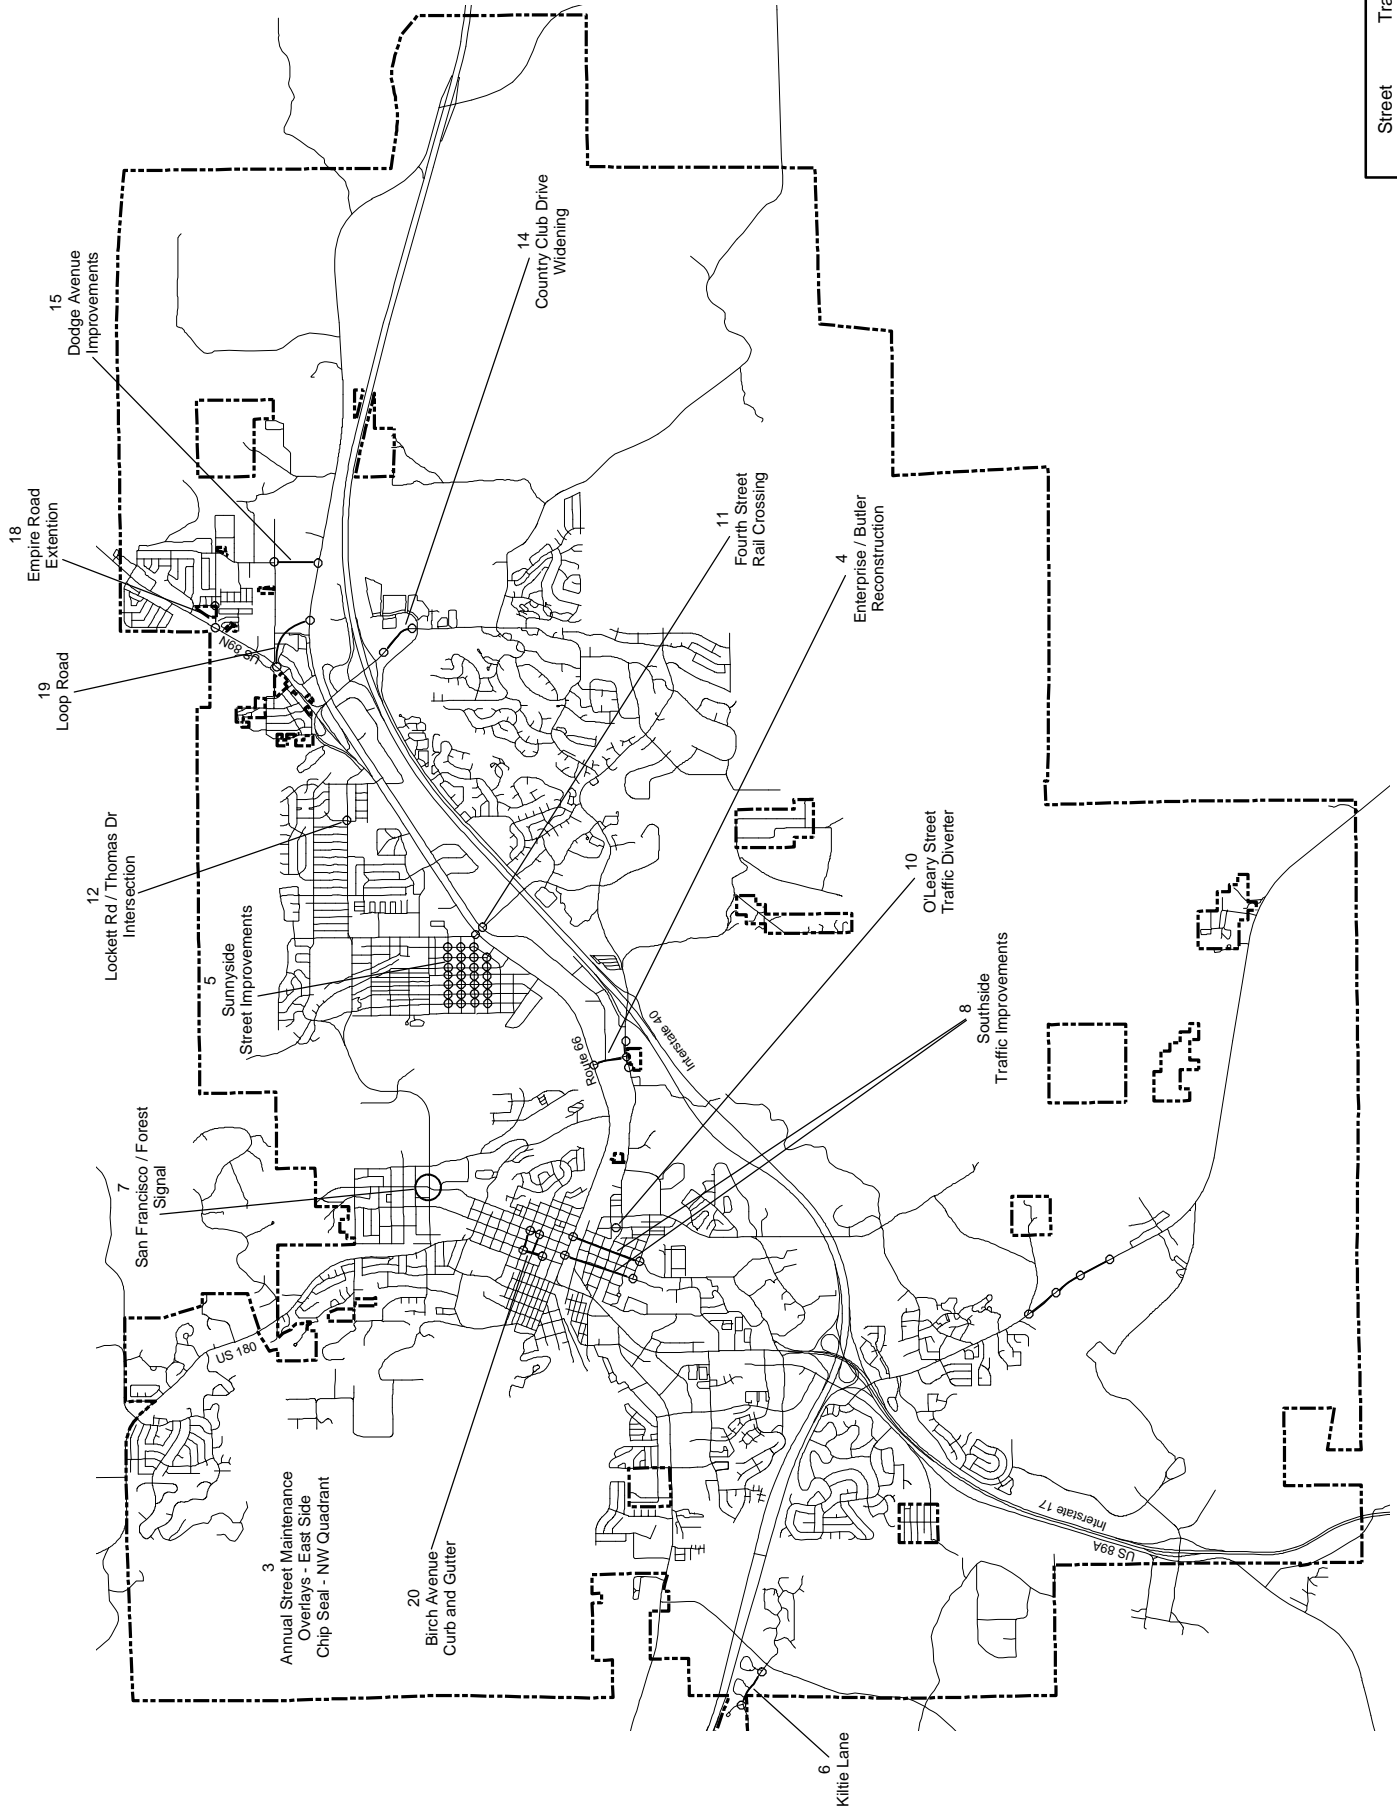 18
Empire Road
Extention
15
Dodge Avenue
Improvements
19
Loop Road
US 89N
14
Country Club Drive
Widening
12
Lockett Rd / Thomas Dr
Intersection
11
Fourth Street
Rail Crossing
5
Sunnyside
Street Improvements
4
Enterprise / Butler
Reconstruction
10
O'Leary Street
Traffic Diverter
8
Southside
Traffic Improvements
Route 66
Interstate 40
7
San Francisco / Forest
Signal
US 180
3
Annual Street Maintenance
Overlays - East Side
Chip Seal - NW Quadrant
20
Birch Avenue
Curb and Gutter
Interstate 17
US 89A
6
Kiltie Lane
Street